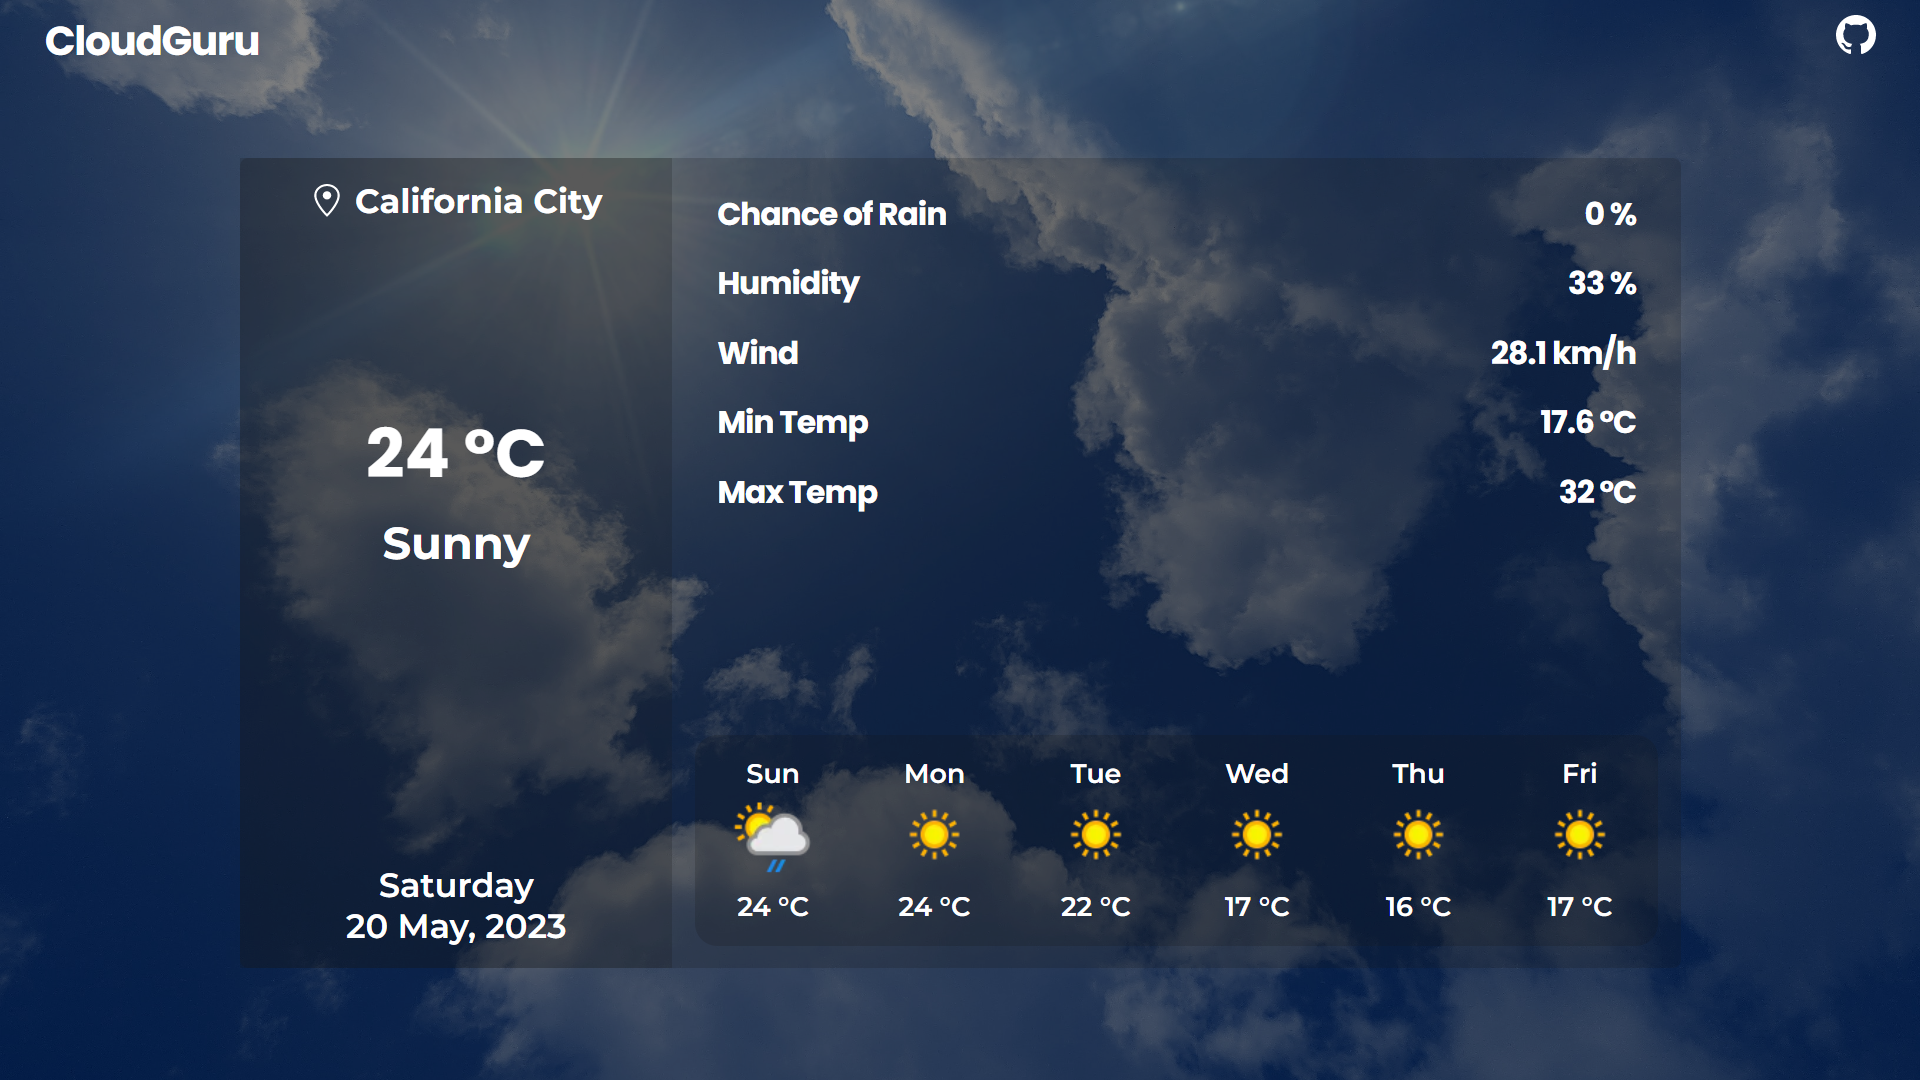 CloudGuru
California City
24 °C
Sunny
Saturday
20 May, 2023
Chance of Rain 0 %
Humidity 33 %
Wind 28.1 km/h
Min Temp 17.6 °C
Max Temp 32 °C
Sun Mon Tue Wed Thu Fri
24 °C 24 °C 22 °C 17 °C 16 °C 17 °C